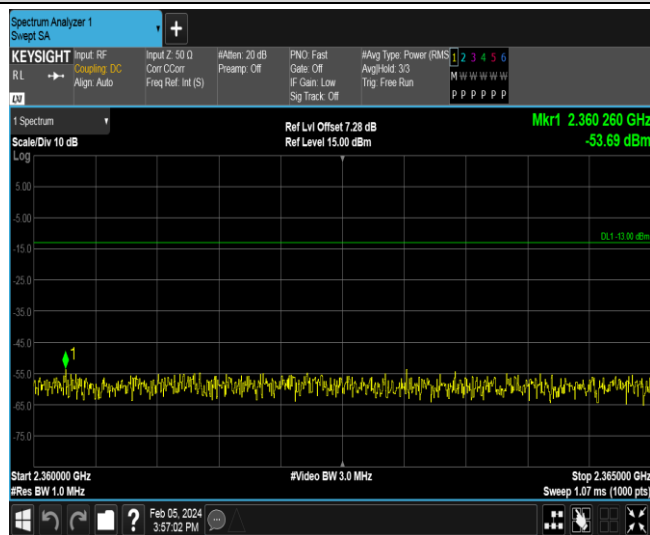 Spectrum Analyzer 1
Swept SA
+
KEYSIGHT
RL
LXI
Input: RF
Coupling: DC
Align: Auto
Input Z: 50 Ω
Corr CCorr
Freq Ref: Int (S)
#Atten: 20 dB
Preamp: Off
PNO: Fast
Gate: Off
IF Gain: Low
Sig Track: Off
#Avg Type: Power (RMS
Avg|Hold: 3/3
Trig: Free Run
1 2 3 4 5 6
M W W W W W
P P P P P P
1 Spectrum
Scale/Div 10 dB
Log
Ref Lvl Offset 7.28 dB
Ref Level 15.00 dBm
Mkr1 2.360 260 GHz
-53.69 dBm
5.00
-5.00
-15.0
-25.0
-35.0
-45.0
-55.0
-65.0
-75.0
DL1 -13.00 dBm
1
Start 2.360000 GHz
#Res BW 1.0 MHz
#Video BW 3.0 MHz
Stop 2.365000 GHz
Sweep 1.07 ms (1000 pts)
?
Feb 05, 2024
3:57:02 PM